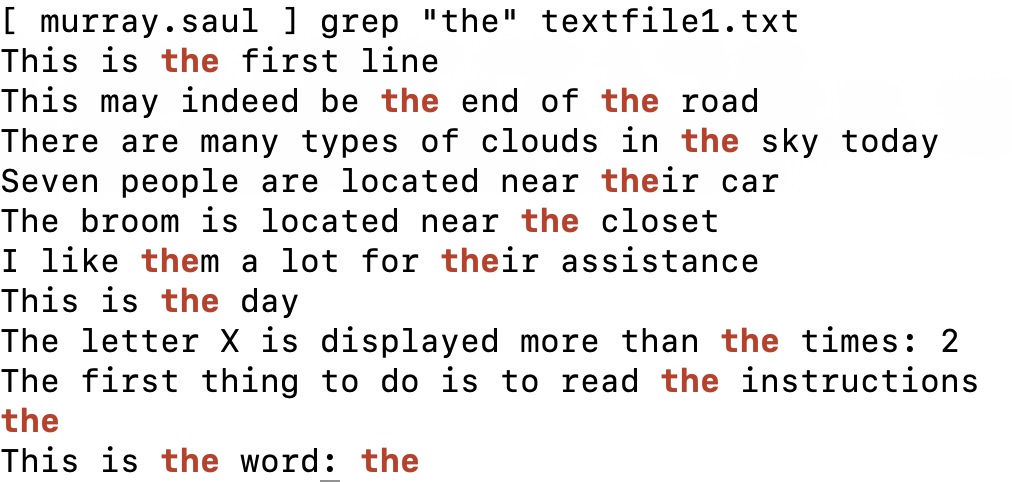 [ murray.saul ] grep "the" textfile1.txt
This is the first line
This may indeed be the end of the road
There are many types of clouds in the sky today
Seven people are located near their car
The broom is located near the closet
I like them a lot for their assistance
This is the day
The letter X is displayed more than the times: 2
The first thing to do is to read the instructions
the
This is the word: the